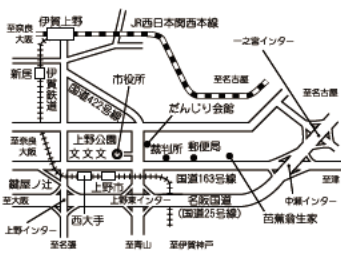 JR西日本関西本線
伊賀上野
至奈良
大阪
一之宮インター
市役所
至名古屋
新居
伊賀鉄道
国道422号線
だんじり会館
至名古屋
至奈良
大阪
上野公園
文文文
裁判所
郵便局
鍵屋ノ辻
上野市
国道163号線
至津
至大阪
上野東インター
名阪国道
(国道25号線)
中瀬インター
芭蕉翁生家
上野インター
西大手
至名張
至青山
至伊賀神戸